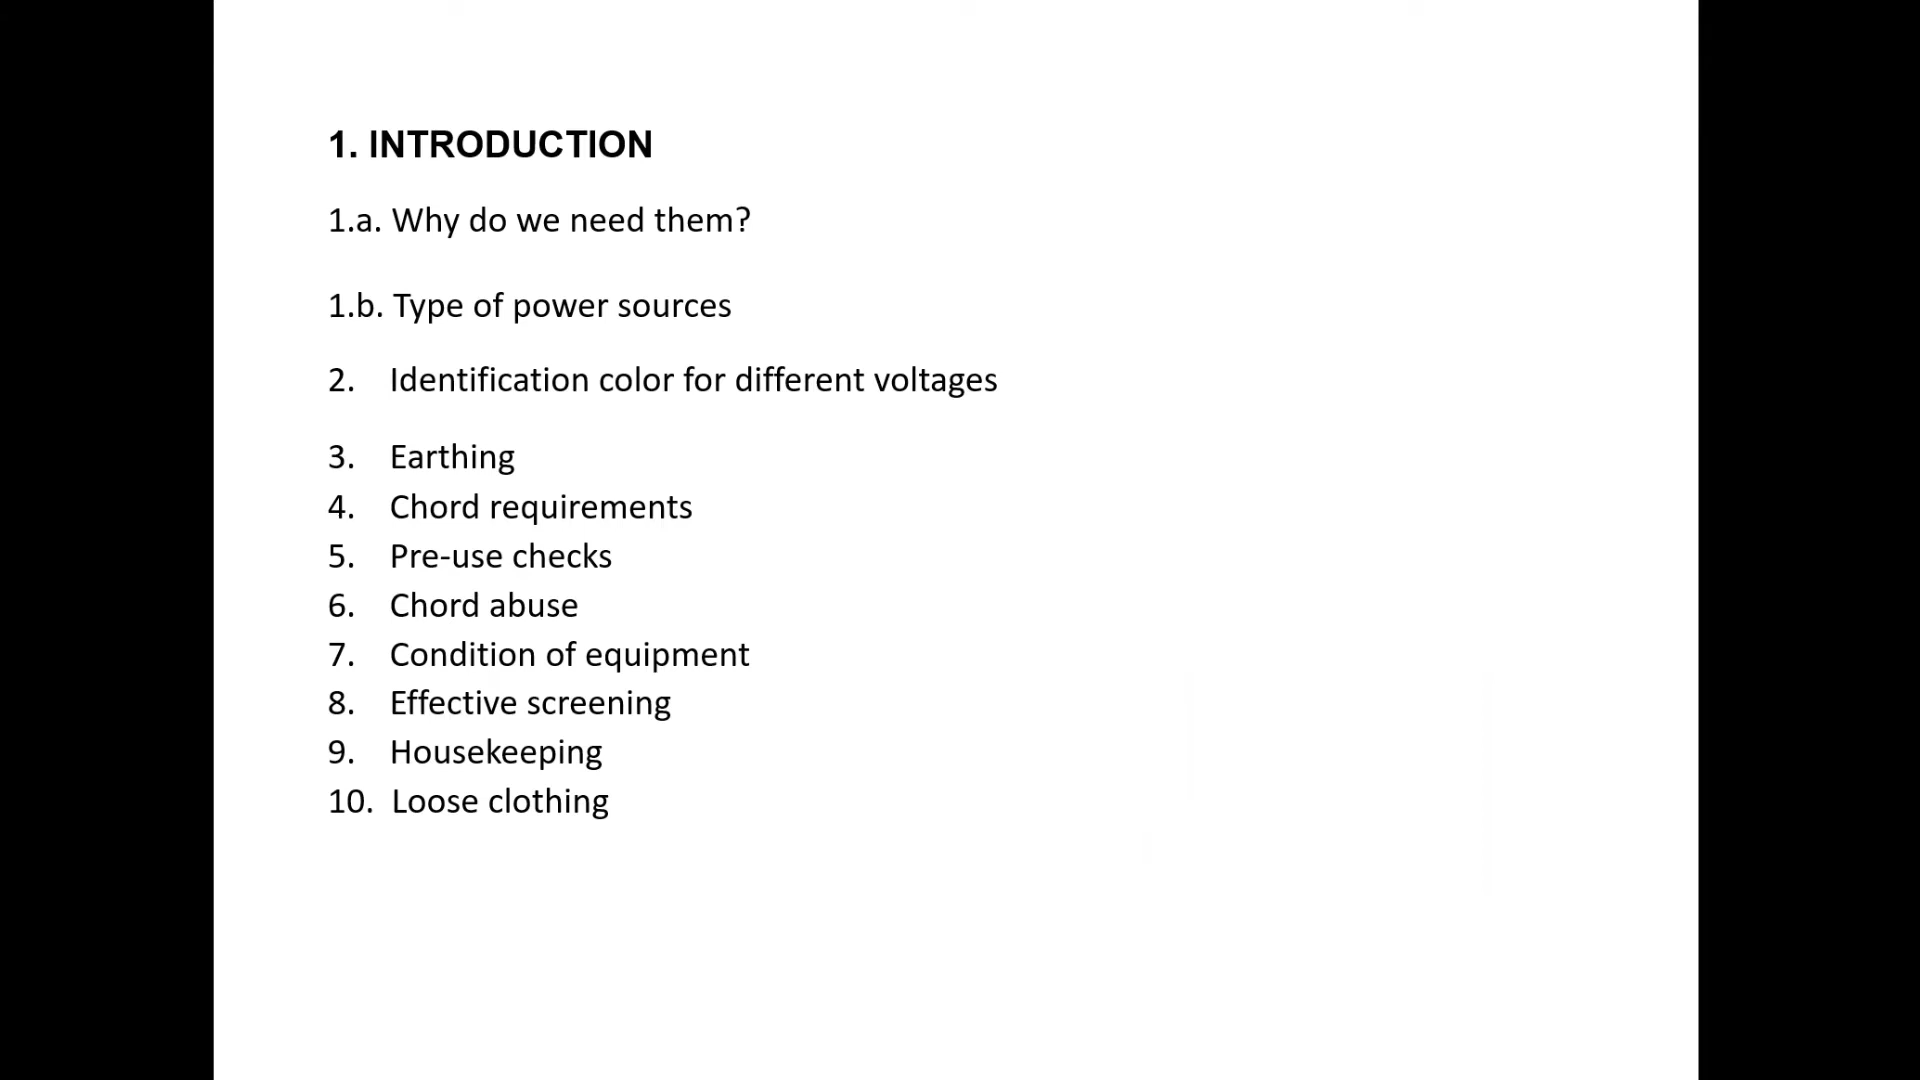 1. INTRODUCTION
1.a. Why do we need them?
1.b. Type of power sources
2. Identification color for different voltages
3. Earthing
4. Chord requirements
5. Pre-use checks
6. Chord abuse
7. Condition of equipment
8. Effective screening
9. Housekeeping
10. Loose clothing